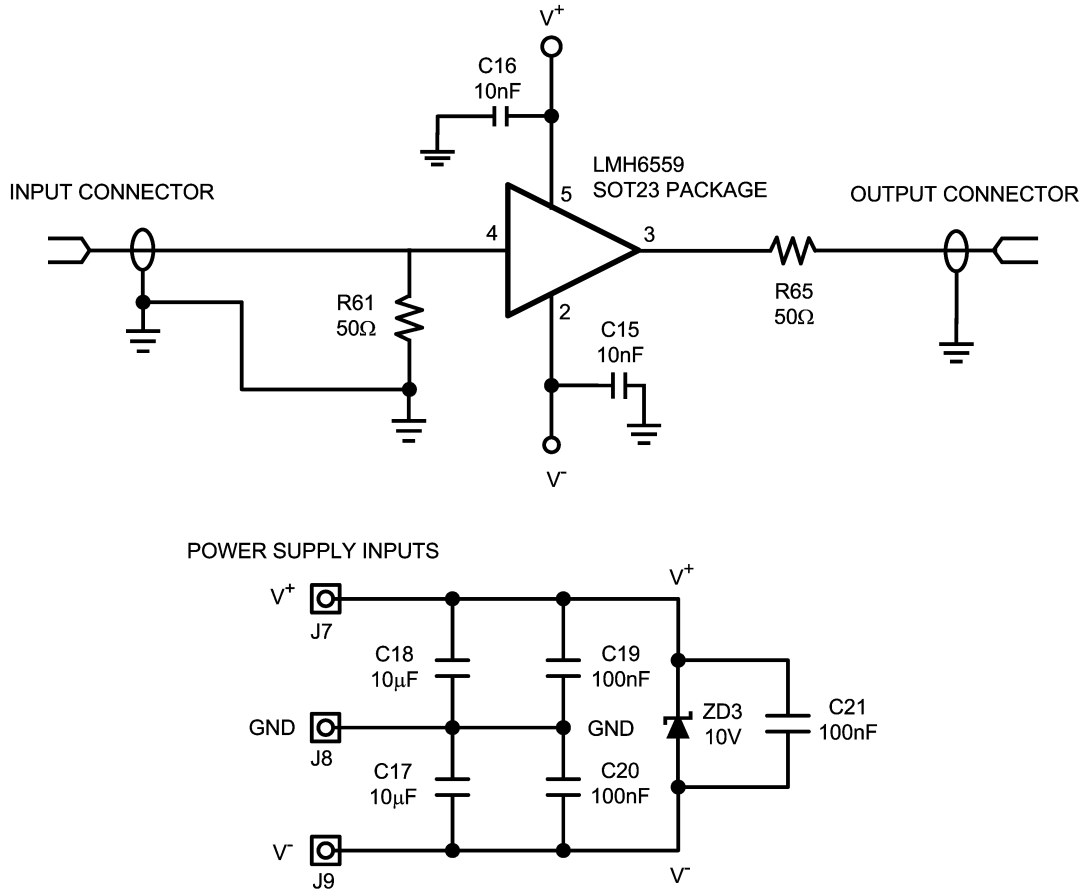 V+
C16
10nF
LMH6559
SOT23 PACKAGE
INPUT CONNECTOR
OUTPUT CONNECTOR
5
4
3
R61
50Ω
2
R65
50Ω
C15
10nF
V-
POWER SUPPLY INPUTS
V+
J7
V+
C18
10μF
C19
100nF
GND
J8
GND
ZD3
10V
C21
100nF
C17
10μF
C20
100nF
V-
J9
V-